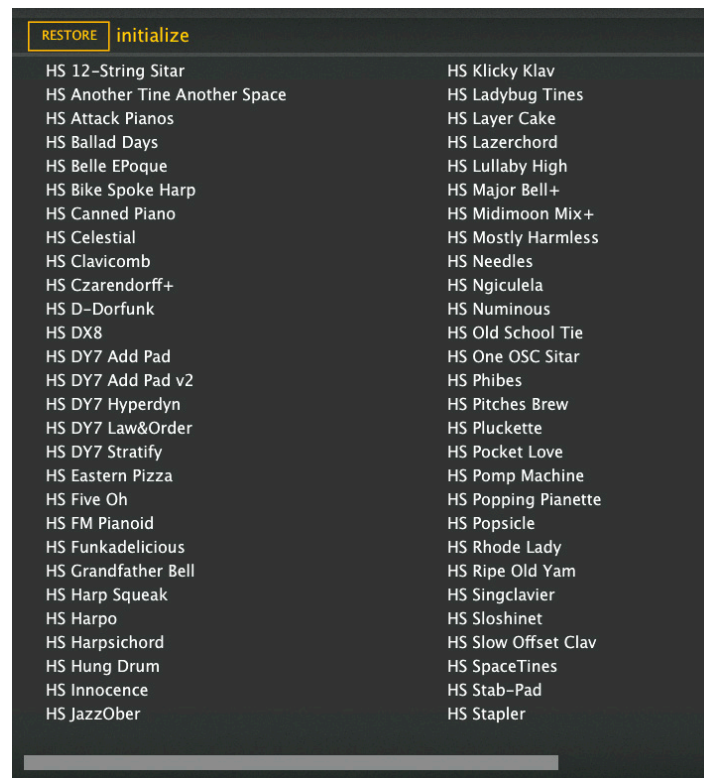 RESTORE initialize
HS 12-String Sitar
HS Another Tine Another Space
HS Attack Pianos
HS Ballad Days
HS Belle EPoque
HS Bike Spoke Harp
HS Canned Piano
HS Celestial
HS Clavicomb
HS Czarendorff+
HS D-Dorfunk
HS DX8
HS DY7 Add Pad
HS DY7 Add Pad v2
HS DY7 Hyperdyn
HS DY7 Law&Order
HS DY7 Stratify
HS Eastern Pizza
HS Five Oh
HS FM Pianoid
HS Funkadelicious
HS Grandfather Bell
HS Harp Squeak
HS Harpo
HS Harpsichord
HS Hung Drum
HS Innocence
HS JazzOber
HS Klicky Klav
HS Ladybug Tines
HS Layer Cake
HS Lazerchord
HS Lullaby High
HS Major Bell+
HS Midimoon Mix+
HS Mostly Harmless
HS Needles
HS Ngiculela
HS Numinous
HS Old School Tie
HS One OSC Sitar
HS Phibes
HS Pitches Brew
HS Pluckette
HS Pocket Love
HS Pomp Machine
HS Popping Pianette
HS Popsicle
HS Rhode Lady
HS Ripe Old Yam
HS Singclavier
HS Sloshinet
HS Slow Offset Clav
HS SpaceTines
HS Stab-Pad
HS Stapler